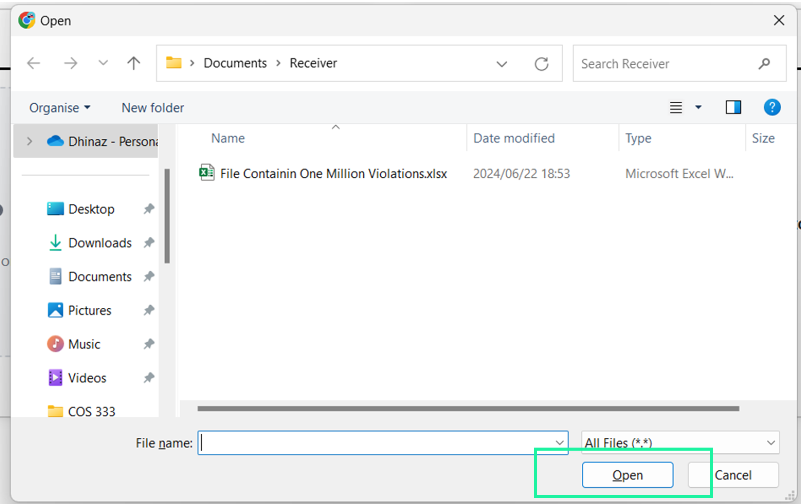 Open
Documents > Receiver
Search Receiver
Organise
New folder
Name
Date modified
Type
Size
Dhinaz - Persona
File Containin One Million Violations.xlsx
2024/06/22 18:53
Microsoft Excel W...
Desktop
Downloads
Documents
Pictures
Music
Videos
COS 333
File name:
All Files (*.*)
Open
Cancel